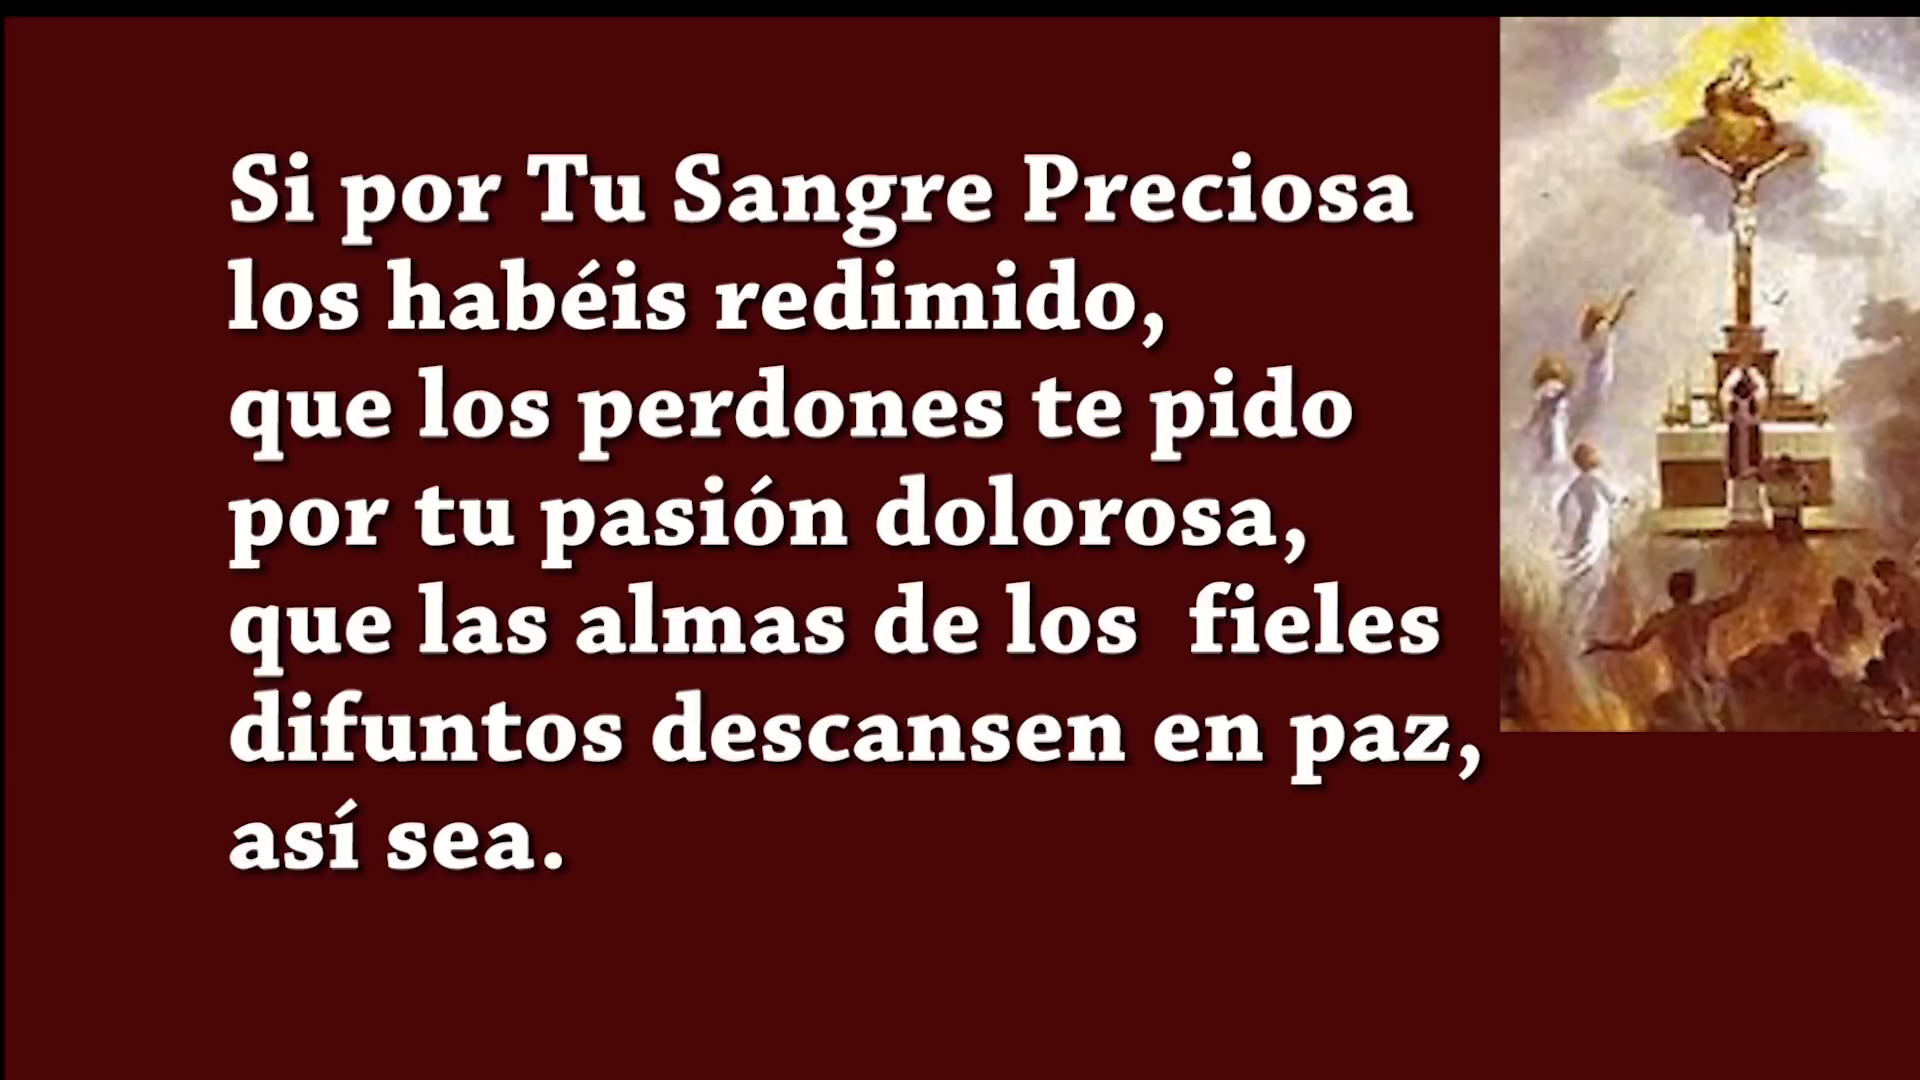 Si por Tu Sangre Preciosa
los habéis redimido,
que los perdones te pido
por tu pasión dolorosa,
que las almas de los fieles
difuntos descansen en paz,
así sea.